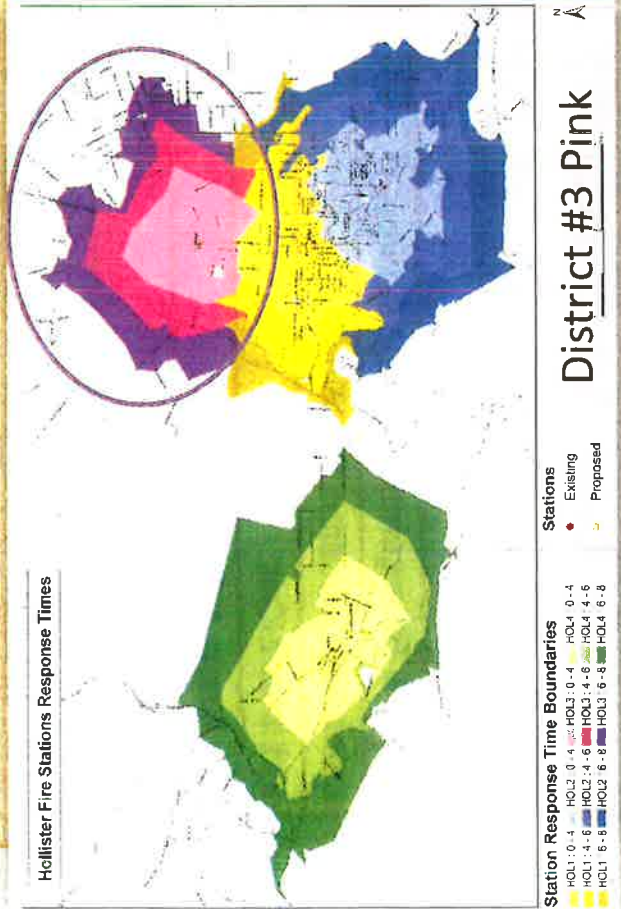 Hollister Fire Stations Response Times
Station Response Time Boundaries
HOL1: 0-4 HOL2: 0-4 HOL3: 0-4 HOL4: 0-4
HOL1: 4-6 HOL2: 4-6 HOL3: 4-6 HOL4: 4-6
HOL1: 6-8 HOL2: 6-8 HOL3: 6-8 HOL4: 6-8
Stations
Existing
Proposed
District #3 Pink
N